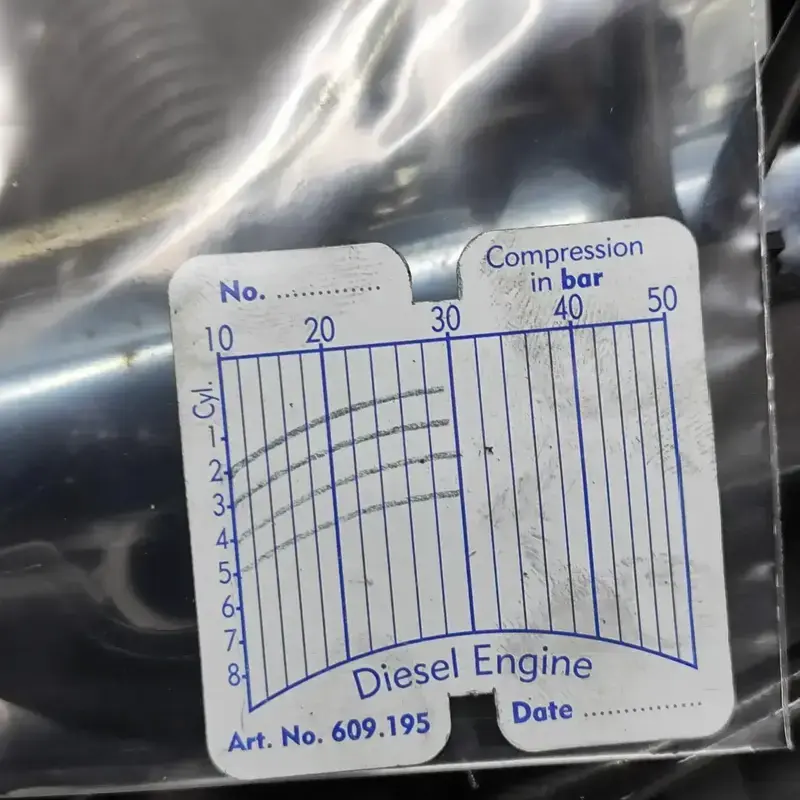 No. ............
Compression
in bar
10 20 30 40 50
Cyl.
1
2
3
4
5
6
7
8
Diesel Engine
Art. No. 609.195
Date ...............